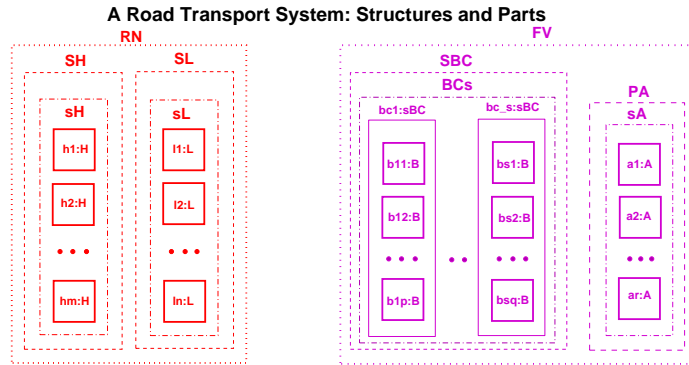 A Road Transport System: Structures and Parts
RN
FV
SH
SL
SBC
BCs
PA
sH
sL
bc1:sBC
bc_s:sBC
sA
h1:H
l1:L
b11:B
bs1:B
a1:A
h2:H
l2:L
b12:B
bs2:B
a2:A
• • •
• • •
• • •
• •
• • •
• • •
hm:H
ln:L
b1p:B
bsq:B
ar:A